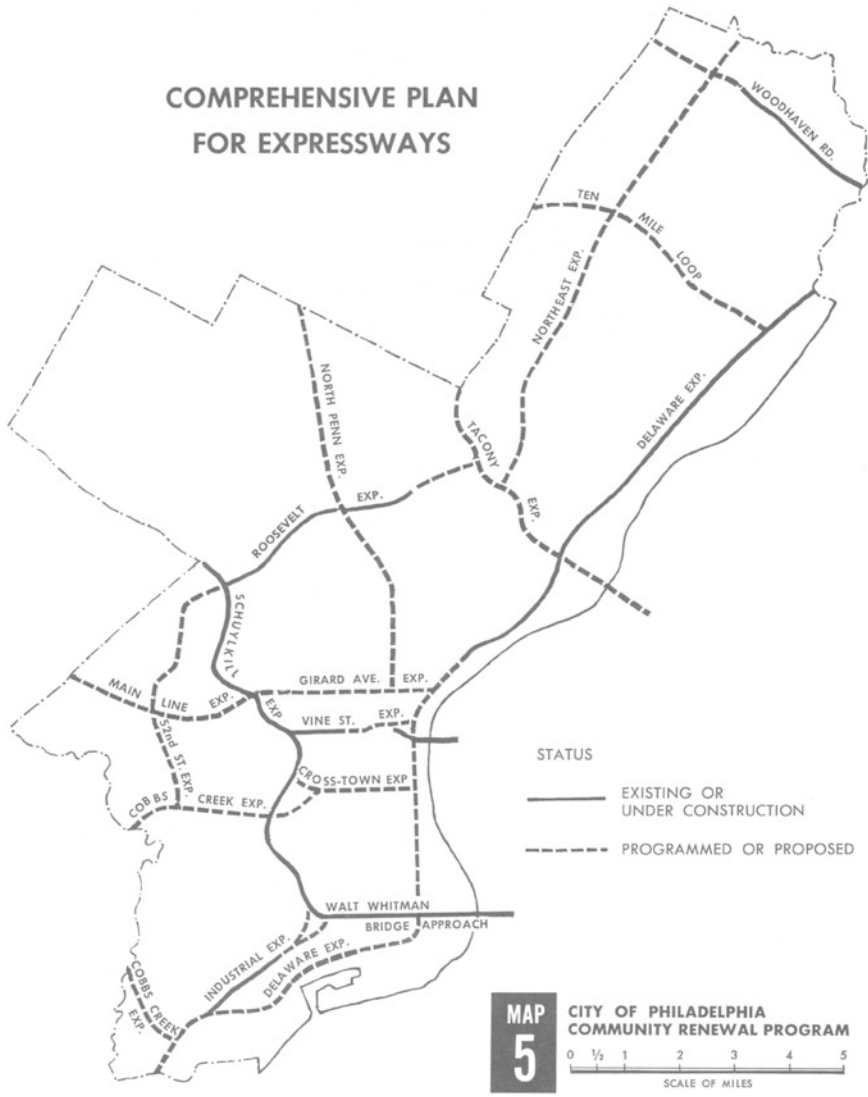 COMPREHENSIVE PLAN
FOR EXPRESSWAYS
WOODHAVEN RD.
TEN MILE LOOP
NORTHEAST EXP.
DELAWARE EXP.
NORTH PENN EXP.
TACONY EXP.
ROOSEVELT EXP.
SCHUYLKILL EXP
GIRARD AVE. EXP.
MAIN LINE EXP.
VINE ST. EXP.
52nd ST. EXP.
CROSS-TOWN EXP
COBBS CREEK EXP.
STATUS
EXISTING OR
UNDER CONSTRUCTION
PROGRAMMED OR PROPOSED
WALT WHITMAN
BRIDGE APPROACH
INDUSTRIAL EXP.
DELAWARE EXP.
COBBS CREEK
EXP.
MAP
5
CITY OF PHILADELPHIA
COMMUNITY RENEWAL PROGRAM
0 ½ 1 2 3 4 5
SCALE OF MILES